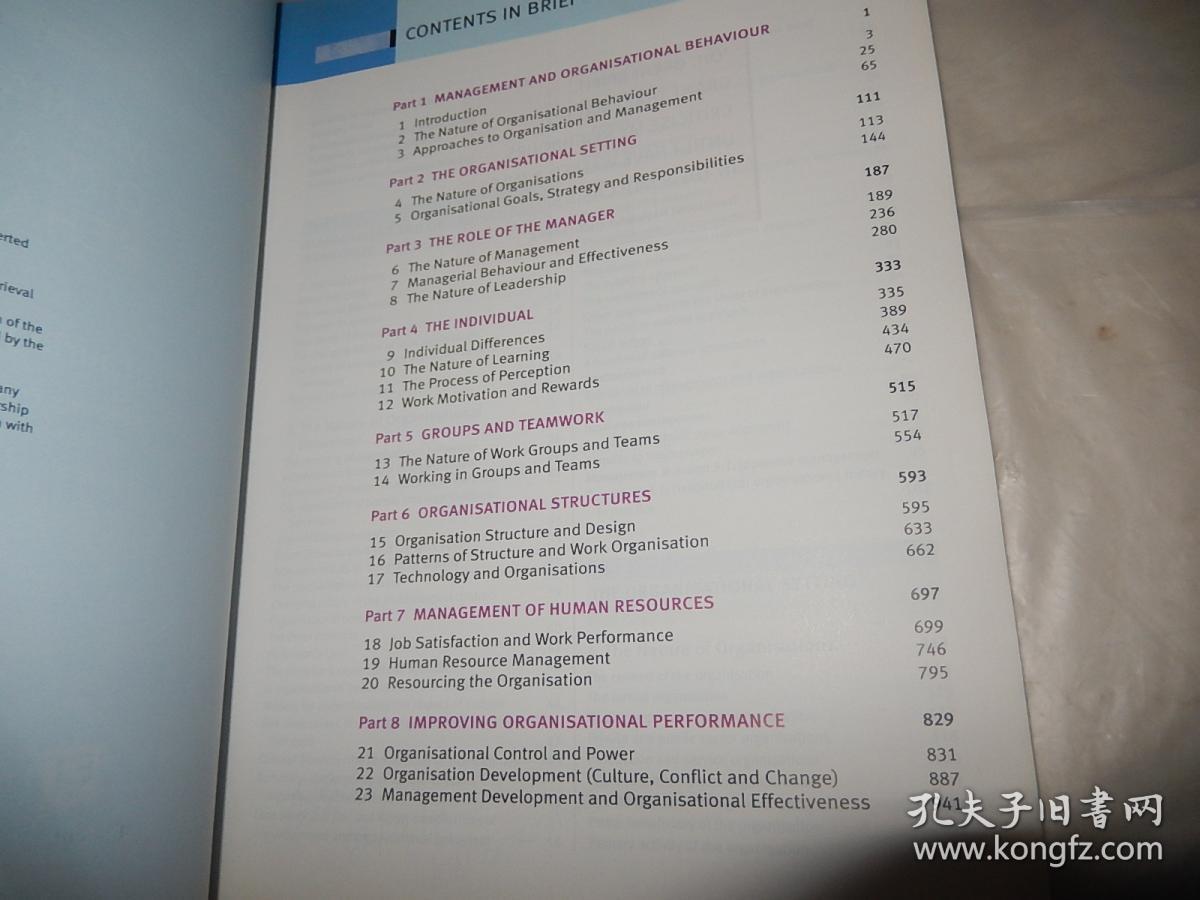 CONTENTS IN BRIEF
Part 1 MANAGEMENT AND ORGANISATIONAL BEHAVIOUR 1
1 Introduction 3
2 The Nature of Organisational Behaviour 25
3 Approaches to Organisation and Management 65
Part 2 THE ORGANISATIONAL SETTING 111
4 The Nature of Organisations 113
5 Organisational Goals, Strategy and Responsibilities 144
Part 3 THE ROLE OF THE MANAGER 187
6 The Nature of Management 189
7 Managerial Behaviour and Effectiveness 236
8 The Nature of Leadership 280
Part 4 THE INDIVIDUAL 333
9 Individual Differences 335
10 The Nature of Learning 389
11 The Process of Perception 434
12 Work Motivation and Rewards 470
Part 5 GROUPS AND TEAMWORK 515
13 The Nature of Work Groups and Teams 517
14 Working in Groups and Teams 554
Part 6 ORGANISATIONAL STRUCTURES 593
15 Organisation Structure and Design 595
16 Patterns of Structure and Work Organisation 633
17 Technology and Organisations 662
Part 7 MANAGEMENT OF HUMAN RESOURCES 697
18 Job Satisfaction and Work Performance 699
19 Human Resource Management 746
20 Resourcing the Organisation 795
Part 8 IMPROVING ORGANISATIONAL PERFORMANCE 829
21 Organisational Control and Power 831
22 Organisation Development (Culture, Conflict and Change) 887
23 Management Development and Organisational Effectiveness 941
of the
by the
with
孔夫子旧书网
www.kongfz.com